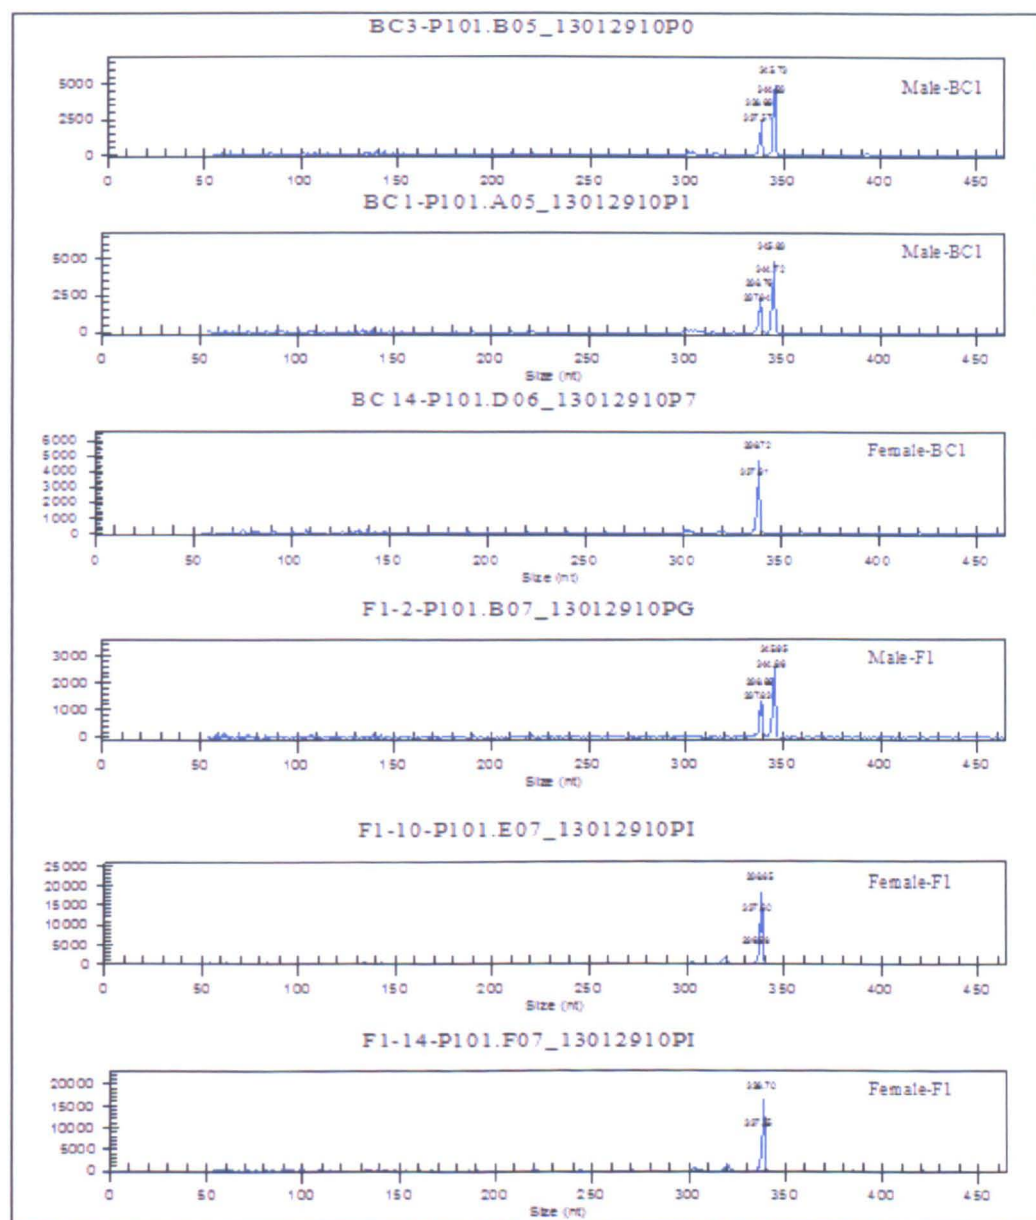 BC3-P101.B05_13012910P0
5000
2500
0
Male-BC1
0 50 100 150 200 250 300 350 400 450
BC1-P101.A05_13012910P1
5000
2500
0
Male-BC1
0 50 100 150 200 250 300 350 400 450
Size (nt)
BC14-P101.D06_13012910P7
6000
5000
4000
3000
2000
1000
0
Female-BC1
0 50 100 150 200 250 300 350 400 450
Size (nt)
F1-2-P101.B07_13012910PG
3000
2000
1000
0
Male-F1
0 50 100 150 200 250 300 350 400 450
Size (nt)
F1-10-P101.E07_13012910PI
25000
20000
15000
10000
5000
0
Female-F1
0 50 100 150 200 250 300 350 400 450
Size (nt)
F1-14-P101.F07_13012910PI
20000
15000
10000
5000
0
338.70
Female-F1
0 50 100 150 200 250 300 350 400 450
Size (nt)